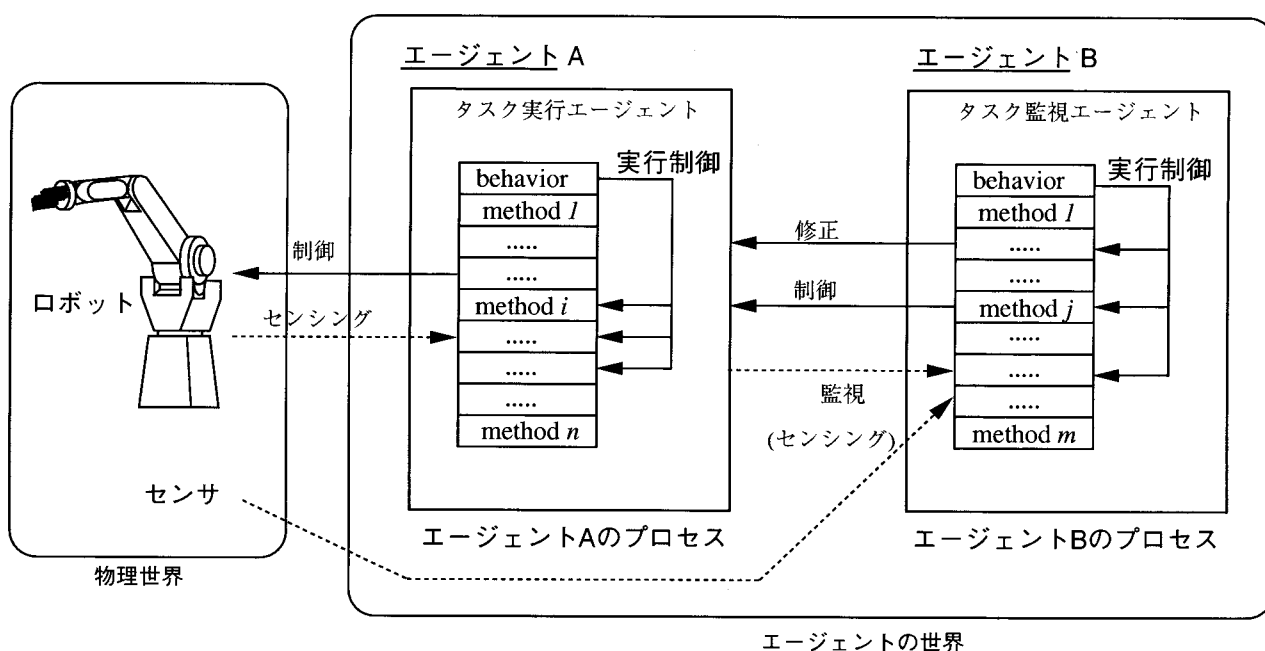 エージェント A
エージェント B
タスク実行エージェント
タスク監視エージェント
実行制御
実行制御
behavior
method 1
.....
.....
method i
.....
.....
.....
method n
behavior
method 1
.....
.....
method j
.....
.....
.....
method m
制御
センシング
修正
制御
監視
(センシング)
ロボット
センサ
エージェントAのプロセス
エージェントBのプロセス
物理世界
エージェントの世界